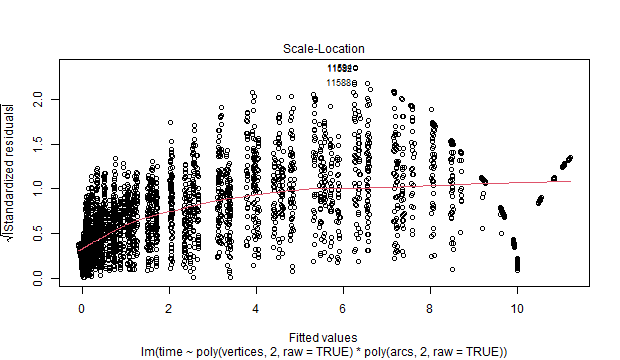 Scale-Location
√|Standardized residuals|
2.0
1.5
1.0
0.5
0.0
11588
0 2 4 6 8 10
Fitted values
lm(time ~ poly(vertices, 2, raw = TRUE) * poly(arcs, 2, raw = TRUE))